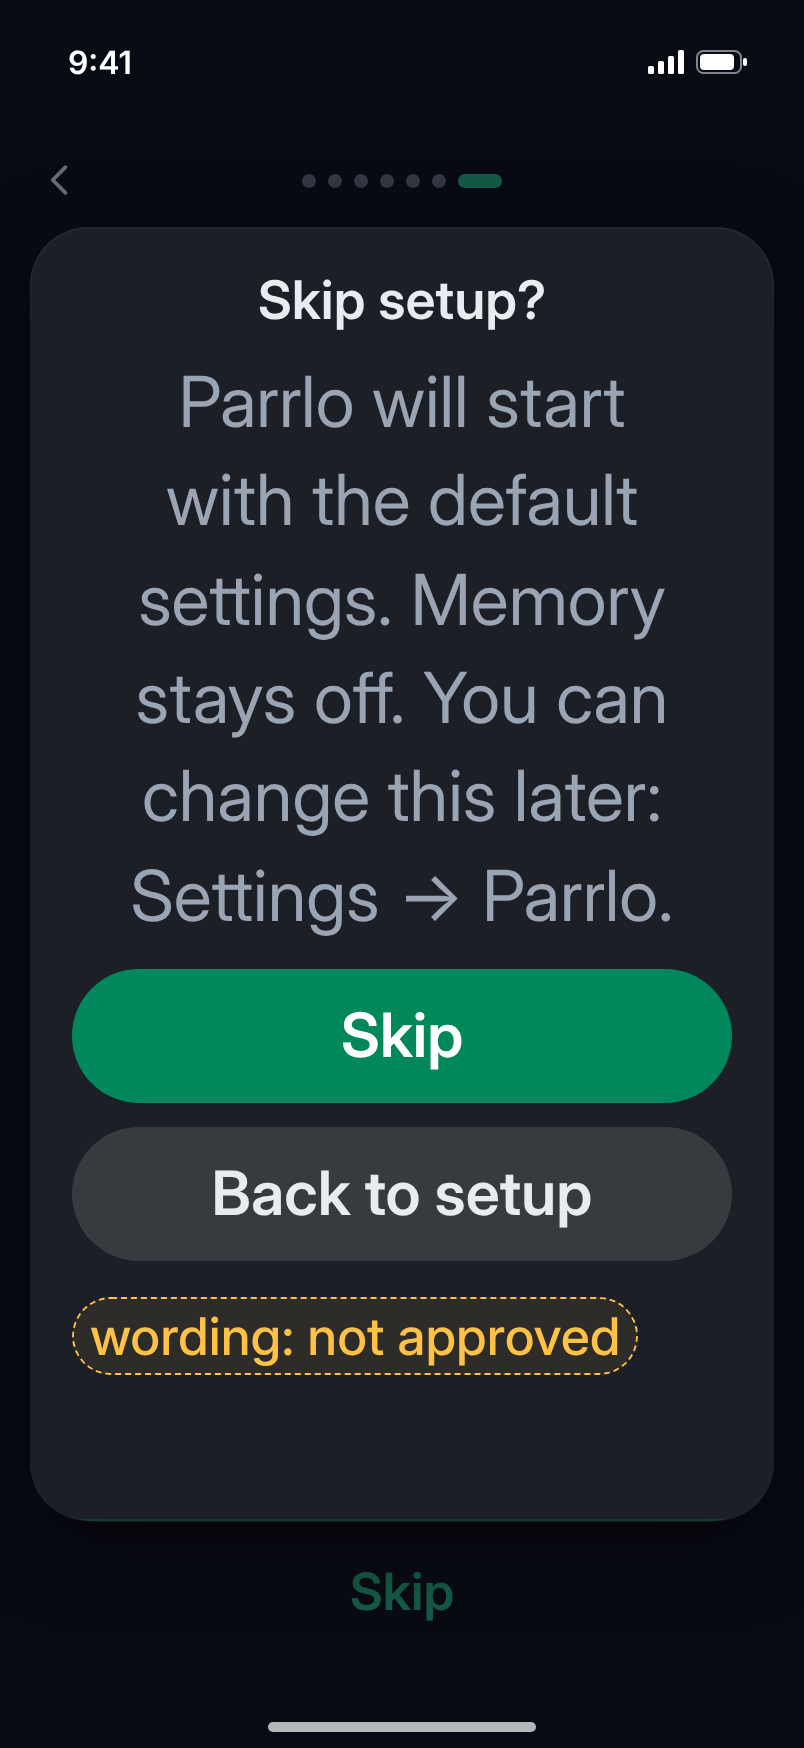 9:41
Skip setup?
Parrlo will start
with the default
settings. Memory
stays off. You can
change this later:
Settings → Parrlo.
Skip
Back to setup
wording: not approved
Skip